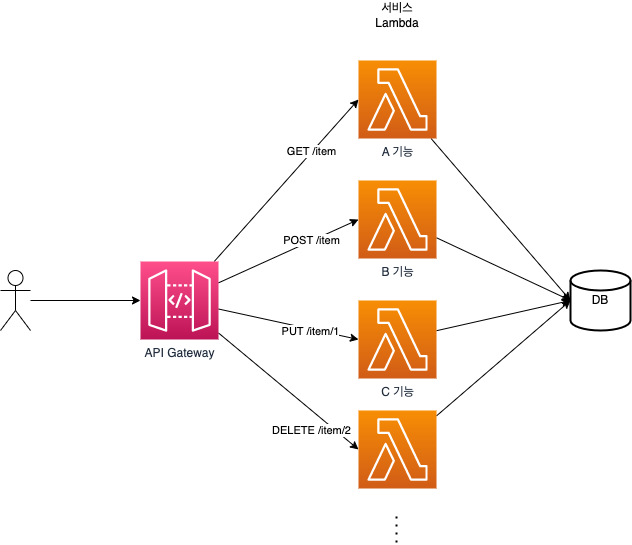 서비스
Lambda
GET /item
A 기능
POST /item
B 기능
API Gateway
PUT /item/1
C 기능
DELETE /item/2
DB